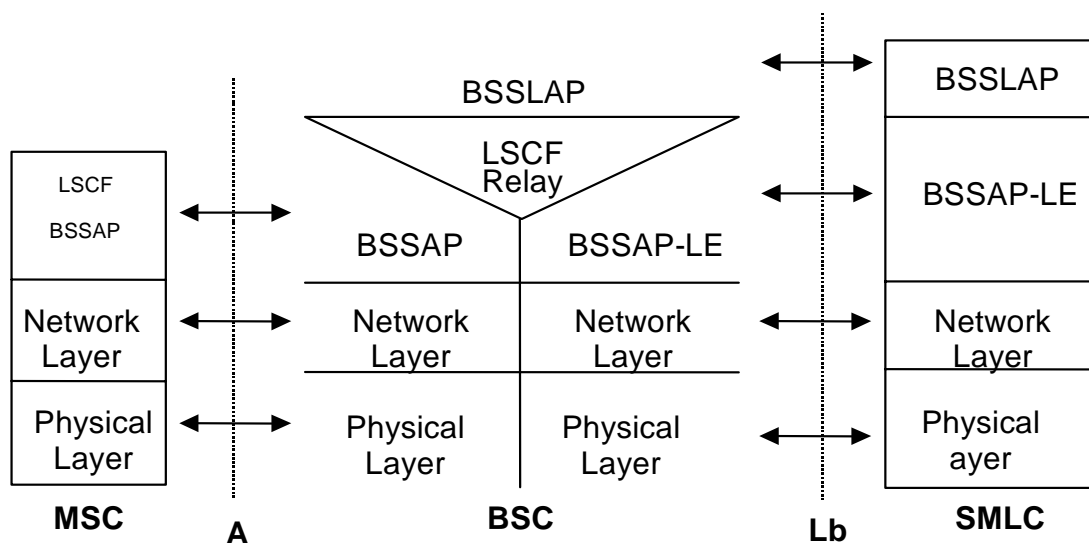 BSSLAP
LSCF
Relay
BSSAP
BSSAP-LE
Network
Layer
Network
Layer
Physical
Layer
Physical
Layer
BSC
LSCF
BSSAP
Network
Layer
Physical
Layer
MSC
A
BSSLAP
BSSAP-LE
Network
Layer
Physical
ayer
SMLC
Lb